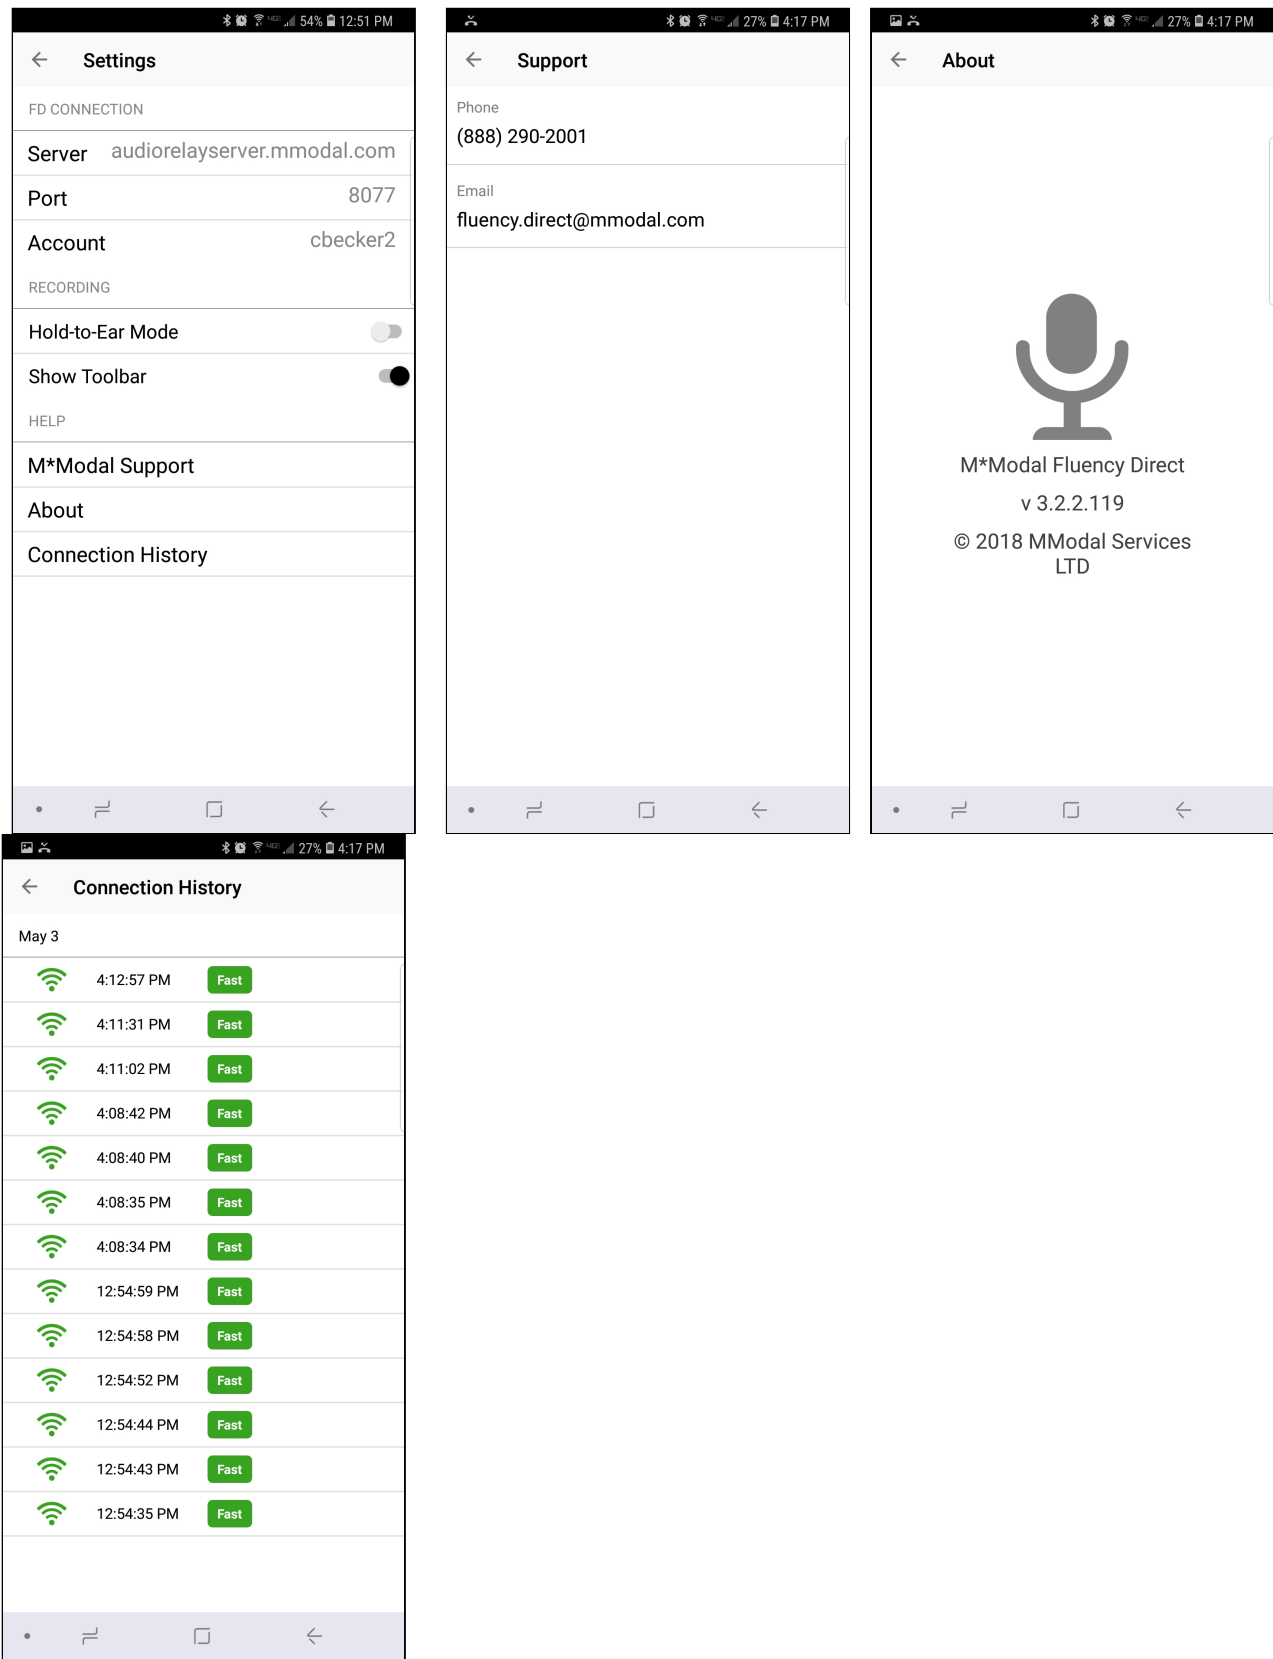 54% 12:51 PM
Settings
FD CONNECTION
Server audiorelayserver.mmodal.com
Port 8077
Account cbecker2
RECORDING
Hold-to-Ear Mode
Show Toolbar
HELP
M*Modal Support
About
Connection History
27% 4:17 PM
Support
Phone
(888) 290-2001
Email
fluency.direct@mmodal.com
27% 4:17 PM
About
M*Modal Fluency Direct
v 3.2.2.119
© 2018 MModal Services
LTD
27% 4:17 PM
Connection History
May 3
4:12:57 PM Fast
4:11:31 PM Fast
4:11:02 PM Fast
4:08:42 PM Fast
4:08:40 PM Fast
4:08:35 PM Fast
4:08:34 PM Fast
12:54:59 PM Fast
12:54:58 PM Fast
12:54:52 PM Fast
12:54:44 PM Fast
12:54:43 PM Fast
12:54:35 PM Fast